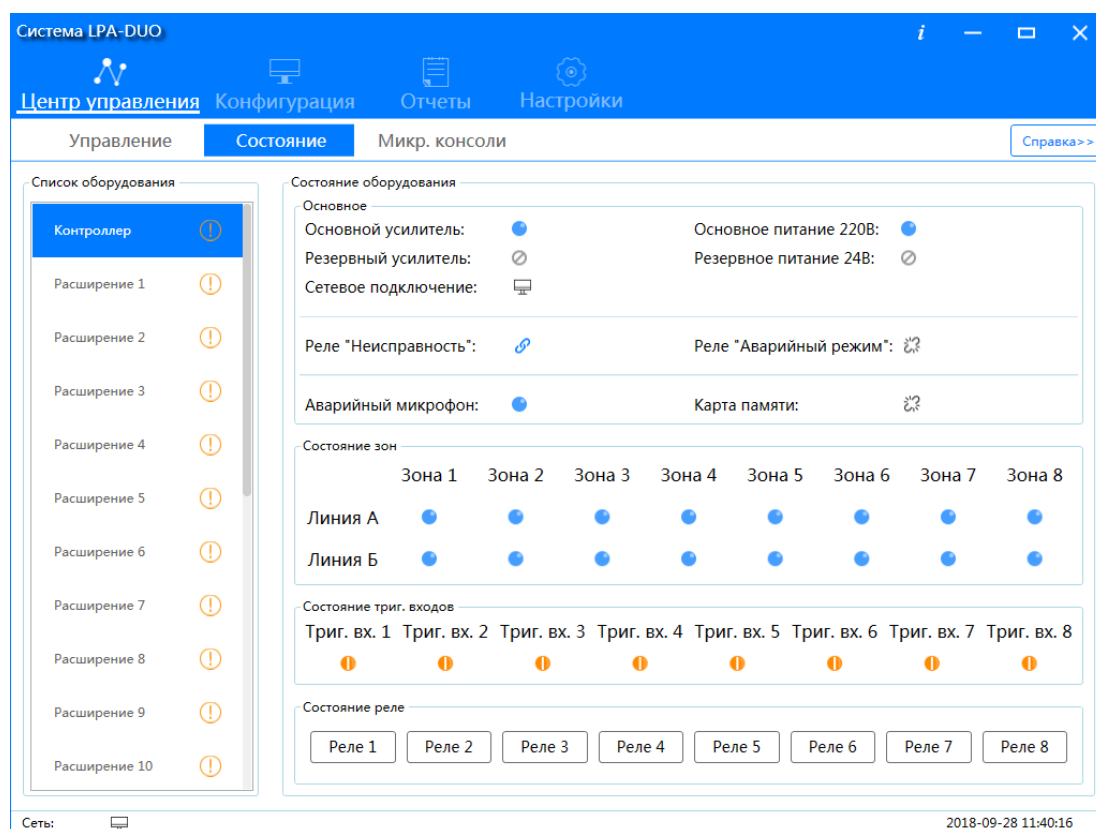 Система LPA-DUO
i
Центр управления Конфигурация Отчеты Настройки
Управление Состояние Микр. консоли Справка>>
Список оборудования
Контроллер
Расширение 1
Расширение 2
Расширение 3
Расширение 4
Расширение 5
Расширение 6
Расширение 7
Расширение 8
Расширение 9
Расширение 10
Состояние оборудования
Основное
Основной усилитель: Основное питание 220В:
Резервный усилитель: Резервное питание 24В:
Сетевое подключение:
Реле "Неисправность": Реле "Аварийный режим":
Аварийный микрофон: Карта памяти:
Состояние зон
Зона 1 Зона 2 Зона 3 Зона 4 Зона 5 Зона 6 Зона 7 Зона 8
Линия А
Линия Б
Состояние триг. входов
Триг. вх. 1 Триг. вх. 2 Триг. вх. 3 Триг. вх. 4 Триг. вх. 5 Триг. вх. 6 Триг. вх. 7 Триг. вх. 8
Состояние реле
Реле 1 Реле 2 Реле 3 Реле 4 Реле 5 Реле 6 Реле 7 Реле 8
Сеть: 2018-09-28 11:40:16